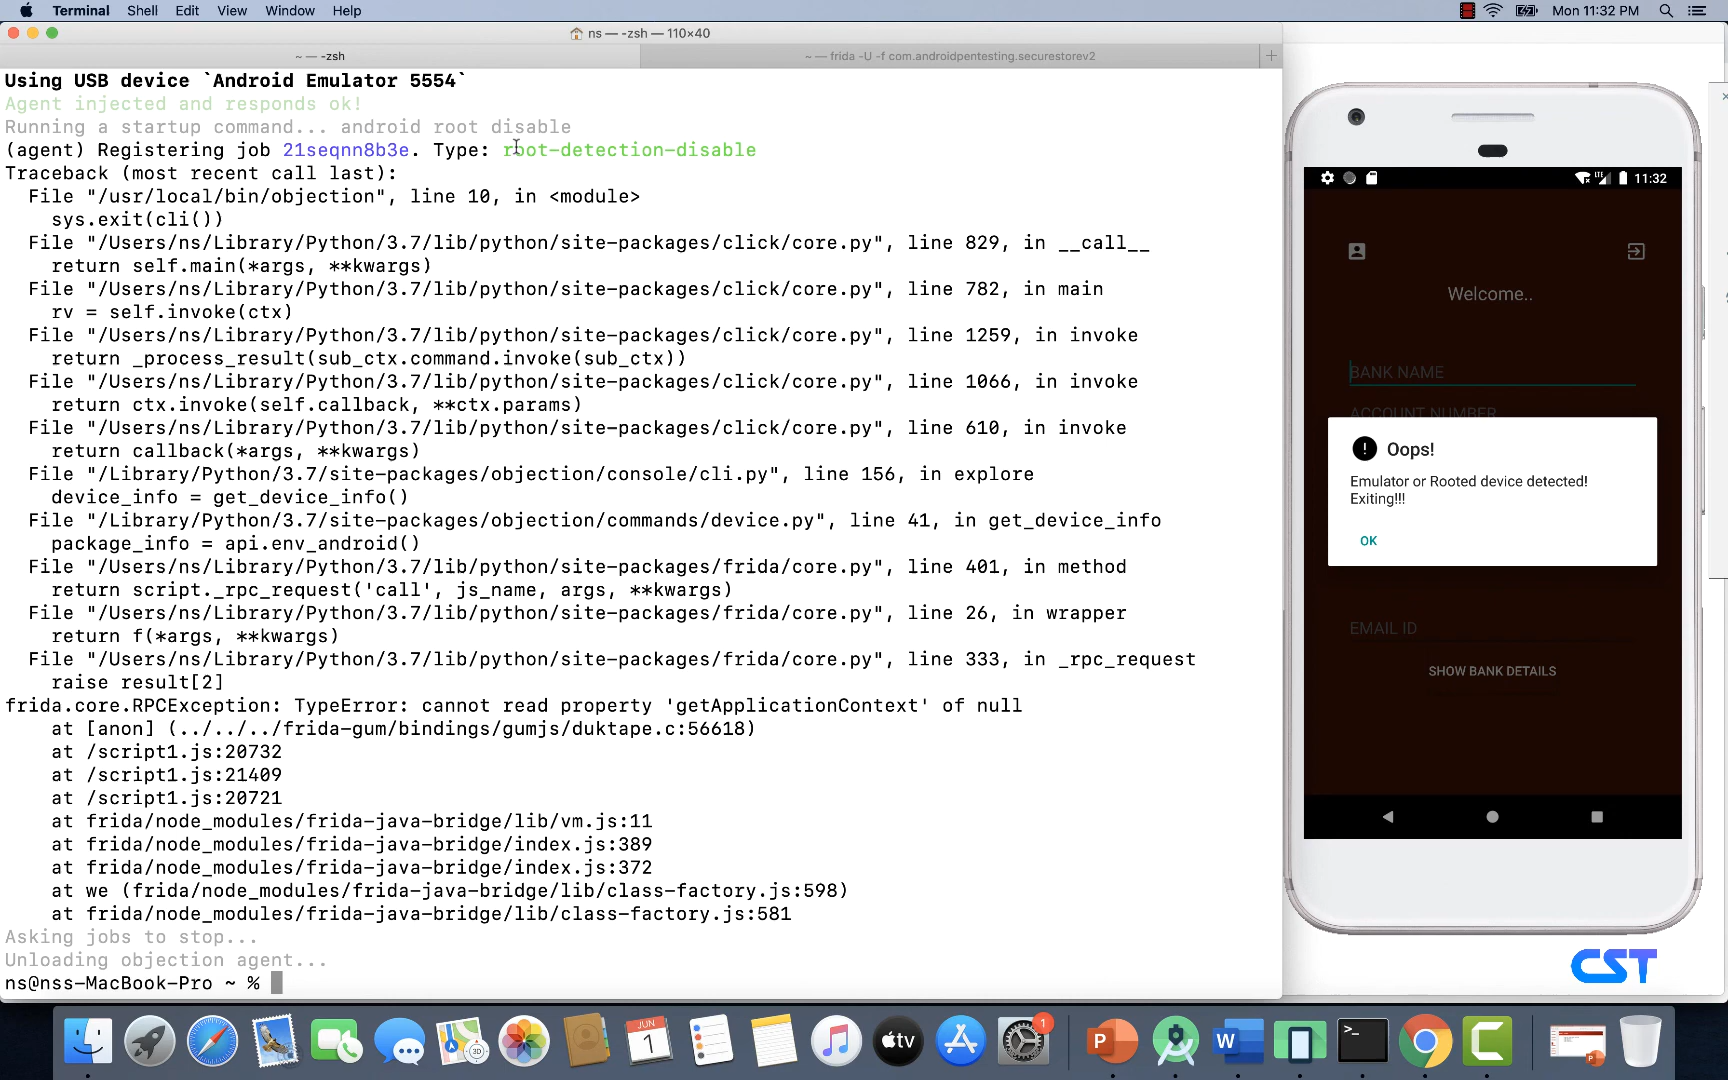 Terminal Shell Edit View Window Help
Mon 11:32 PM
ns — -zsh — 110×40
~ — -zsh
~ — frida -U -f com.androidpentesting.securestorev2
Using USB device `Android Emulator 5554`
Agent injected and responds ok!
Running a startup command... android root disable
(agent) Registering job 21seqnn8b3e. Type: root-detection-disable
Traceback (most recent call last):
File "/usr/local/bin/objection", line 10, in <module>
sys.exit(cli())
File "/Users/ns/Library/Python/3.7/lib/python/site-packages/click/core.py", line 829, in __call__
return self.main(*args, **kwargs)
File "/Users/ns/Library/Python/3.7/lib/python/site-packages/click/core.py", line 782, in main
rv = self.invoke(ctx)
File "/Users/ns/Library/Python/3.7/lib/python/site-packages/click/core.py", line 1259, in invoke
return _process_result(sub_ctx.command.invoke(sub_ctx))
File "/Users/ns/Library/Python/3.7/lib/python/site-packages/click/core.py", line 1066, in invoke
return ctx.invoke(self.callback, **ctx.params)
File "/Users/ns/Library/Python/3.7/lib/python/site-packages/click/core.py", line 610, in invoke
return callback(*args, **kwargs)
File "/Library/Python/3.7/site-packages/objection/console/cli.py", line 156, in explore
device_info = get_device_info()
File "/Library/Python/3.7/site-packages/objection/commands/device.py", line 41, in get_device_info
package_info = api.env_android()
File "/Users/ns/Library/Python/3.7/lib/python/site-packages/frida/core.py", line 401, in method
return script._rpc_request('call', js_name, args, **kwargs)
File "/Users/ns/Library/Python/3.7/lib/python/site-packages/frida/core.py", line 26, in wrapper
return f(*args, **kwargs)
File "/Users/ns/Library/Python/3.7/lib/python/site-packages/frida/core.py", line 333, in _rpc_request
raise result[2]
frida.core.RPCException: TypeError: cannot read property 'getApplicationContext' of null
at [anon] (../../../frida-gum/bindings/gumjs/duktape.c:56618)
at /script1.js:20732
at /script1.js:21409
at /script1.js:20721
at frida/node_modules/frida-java-bridge/lib/vm.js:11
at frida/node_modules/frida-java-bridge/index.js:389
at frida/node_modules/frida-java-bridge/index.js:372
at we (frida/node_modules/frida-java-bridge/lib/class-factory.js:598)
at frida/node_modules/frida-java-bridge/lib/class-factory.js:581
Asking jobs to stop...
Unloading objection agent...
ns@nss-MacBook-Pro ~ %
LTE 11:32
Welcome..
BANK NAME
ACCOUNT NUMBER
Oops!
Emulator or Rooted device detected!
Exiting!!!
OK
EMAIL ID
SHOW BANK DETAILS
CST
3D
JUN
1
tv
1
P
W
>_
C